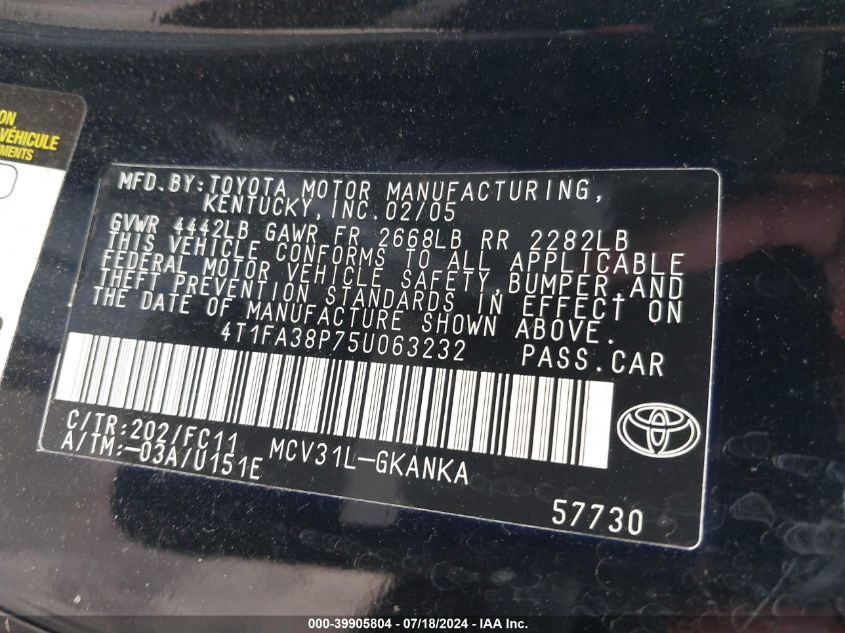 ON
VÉHICULE
EMENTS
MFD.BY:TOYOTA MOTOR MANUFACTURING,
KENTUCKY, INC. 02/05
GVWR 4442LB GAWR FR 2668LB RR 2282LB
THIS VEHICLE CONFORMS TO ALL APPLICABLE
FEDERAL MOTOR VEHICLE SAFETY,BUMPER,AND
THEFT PREVENTION STANDARDS IN EFFECT ON
THE DATE OF MANUFACTURE SHOWN ABOVE.
4T1FA38P75U063232 PASS.CAR
C/TR:202/FC11 MCV31L-GKANKA
A/TM:-03A/U151E
57730
000-39905804 | 07/18/2024 - IAA Inc.